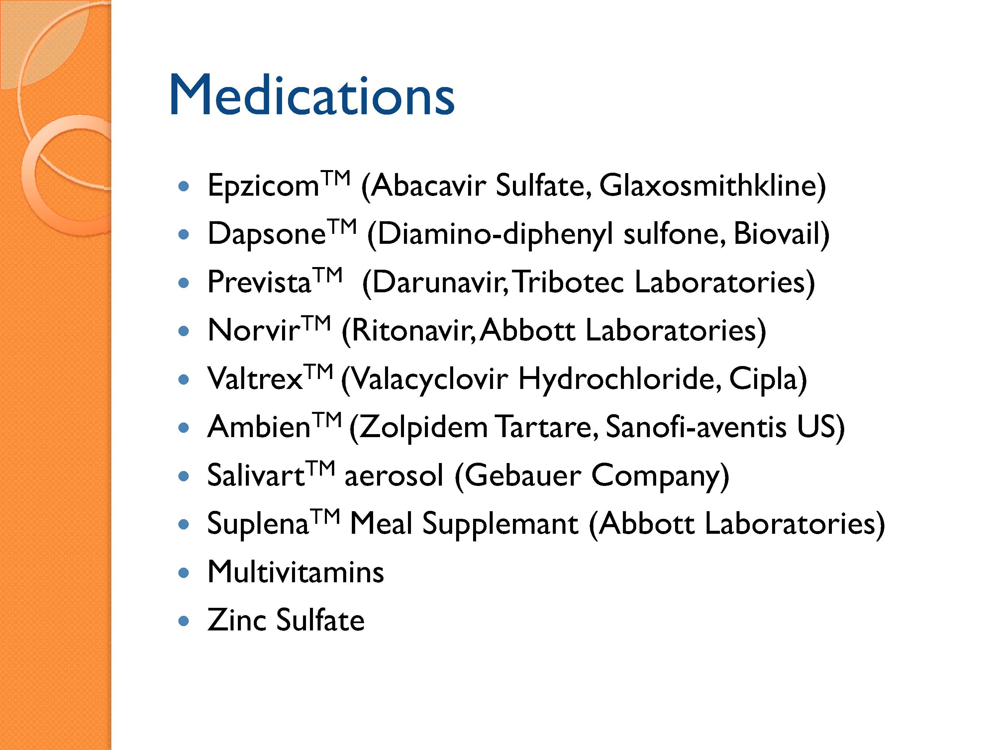 Medications
• Epzicom™ (Abacavir Sulfate, Glaxosmithkline)
• Dapsone™ (Diamino-diphenyl sulfone, Biovail)
• Prevista™ (Darunavir, Tribotec Laboratories)
• Norvir™ (Ritonavir, Abbott Laboratories)
• Valtrex™ (Valacyclovir Hydrochloride, Cipla)
• Ambien™ (Zolpidem Tartare, Sanofi-aventis US)
• Salivart™ aerosol (Gebauer Company)
• Suplena™ Meal Supplemant (Abbott Laboratories)
• Multivitamins
• Zinc Sulfate